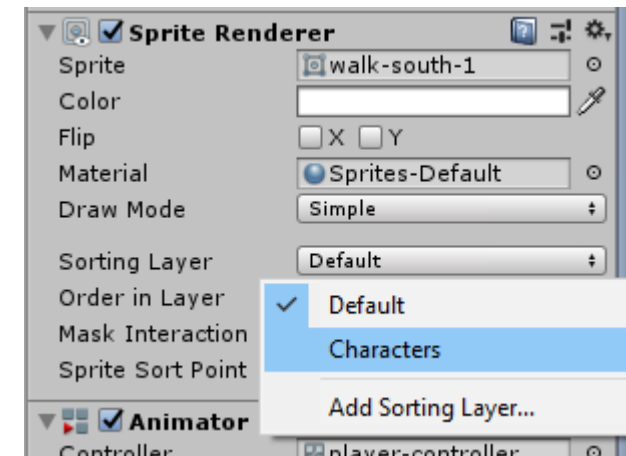 Sprite Renderer
Sprite walk-south-1
Color
Flip X Y
Material Sprites-Default
Draw Mode Simple
Sorting Layer Default
Order in Layer Default
Mask Interaction Characters
Sprite Sort Point
Add Sorting Layer...
Animator
Controller player-controller